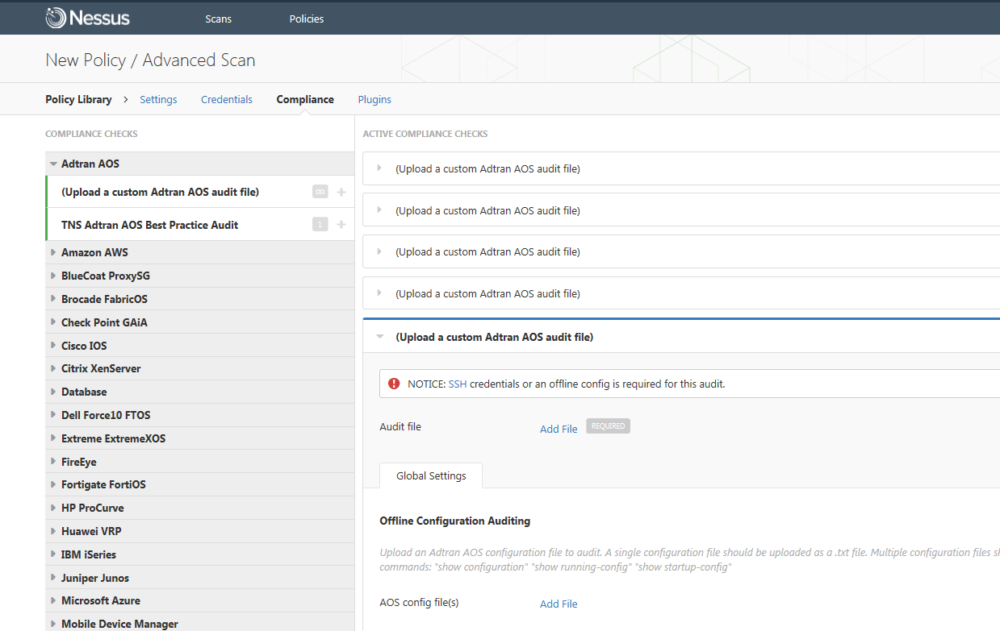 Nessus
Scans
Policies
New Policy / Advanced Scan
Policy Library > Settings Credentials Compliance Plugins
COMPLIANCE CHECKS
Adtran AOS
(Upload a custom Adtran AOS audit file) ∞ +
TNS Adtran AOS Best Practice Audit 1 +
Amazon AWS
BlueCoat ProxySG
Brocade FabricOS
Check Point GAiA
Cisco IOS
Citrix XenServer
Database
Dell Force10 FTOS
Extreme ExtremeXOS
FireEye
Fortigate FortiOS
HP ProCurve
Huawei VRP
IBM iSeries
Juniper Junos
Microsoft Azure
Mobile Device Manager
ACTIVE COMPLIANCE CHECKS
(Upload a custom Adtran AOS audit file)
(Upload a custom Adtran AOS audit file)
(Upload a custom Adtran AOS audit file)
(Upload a custom Adtran AOS audit file)
(Upload a custom Adtran AOS audit file)
NOTICE: SSH credentials or an offline config is required for this audit.
Audit file Add File REQUIRED
Global Settings
Offline Configuration Auditing
Upload an Adtran AOS configuration file to audit. A single configuration file should be uploaded as a .txt file. Multiple configuration files
commands: "show configuration" "show running-config" "show startup-config"
AOS config file(s) Add File